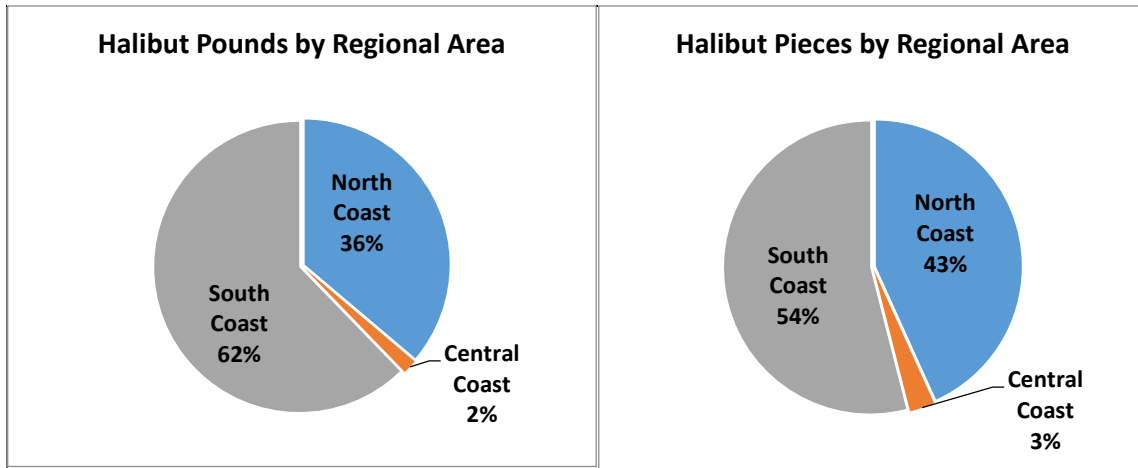 Halibut Pounds by Regional Area
North
Coast
36%
South
Coast
62%
Central
Coast
2%
Halibut Pieces by Regional Area
North
Coast
43%
South
Coast
54%
Central
Coast
3%